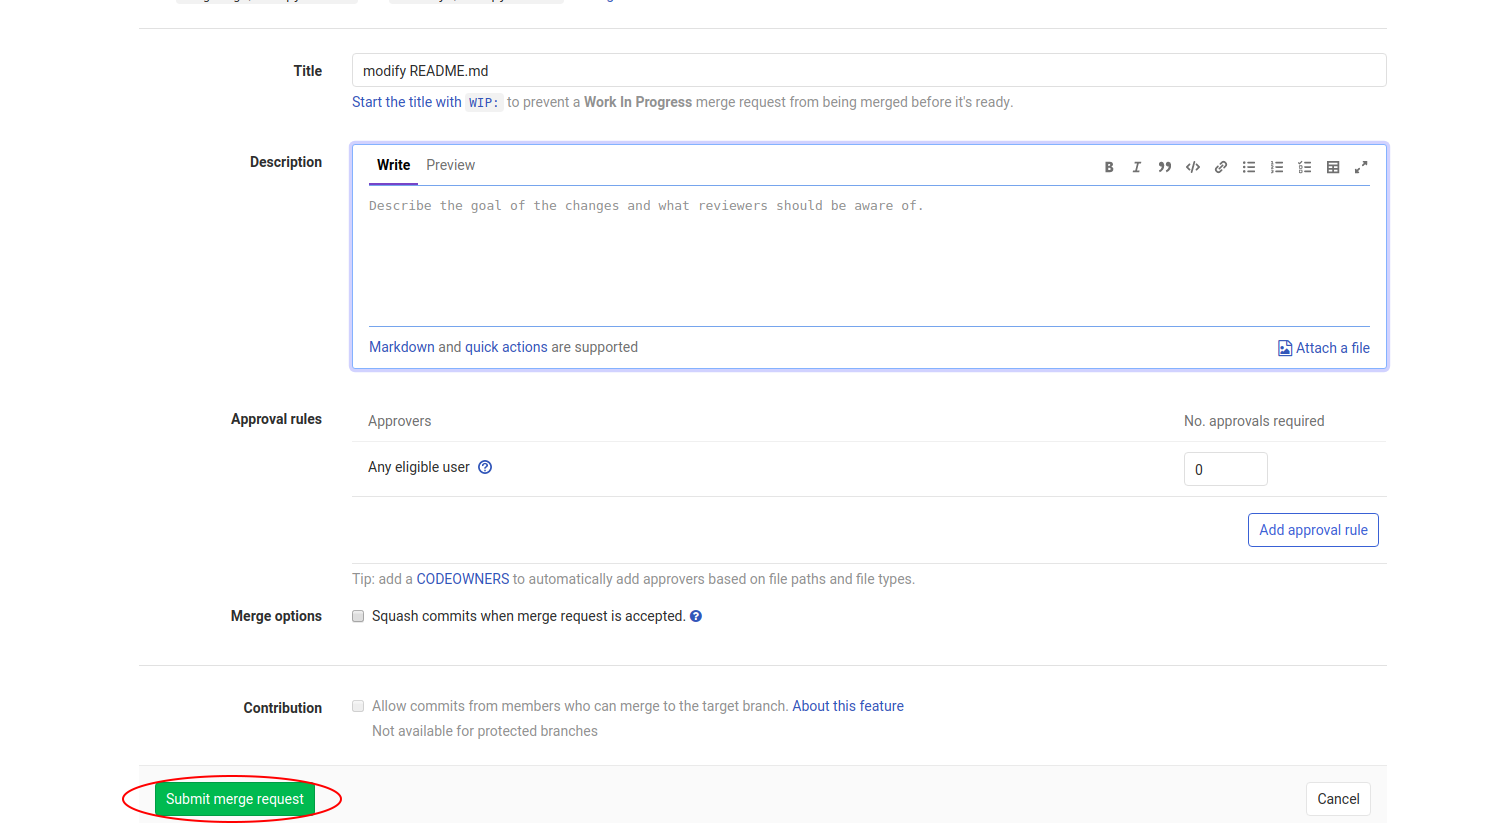 Title
modify README.md
Start the title with WIP: to prevent a Work In Progress merge request from being merged before it's ready.
Description
Write Preview
Describe the goal of the changes and what reviewers should be aware of.
Markdown and quick actions are supported
Attach a file
Approval rules
Approvers
No. approvals required
Any eligible user
0
Add approval rule
Tip: add a CODEOWNERS to automatically add approvers based on file paths and file types.
Merge options
Squash commits when merge request is accepted.
Contribution
Allow commits from members who can merge to the target branch. About this feature
Not available for protected branches
Submit merge request
Cancel